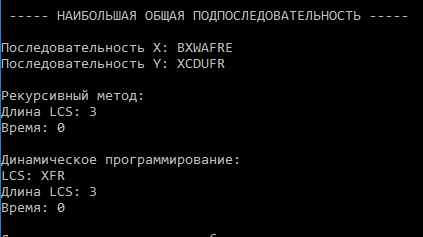 ----- НАИБОЛЬШАЯ ОБЩАЯ ПОДПОСЛЕДОВАТЕЛЬНОСТЬ -----
Последовательность X: BXWAFRE
Последовательность Y: XCDUFR
Рекурсивный метод:
Длина LCS: 3
Время: 0
Динамическое программирование:
LCS: XFR
Длина LCS: 3
Время: 0